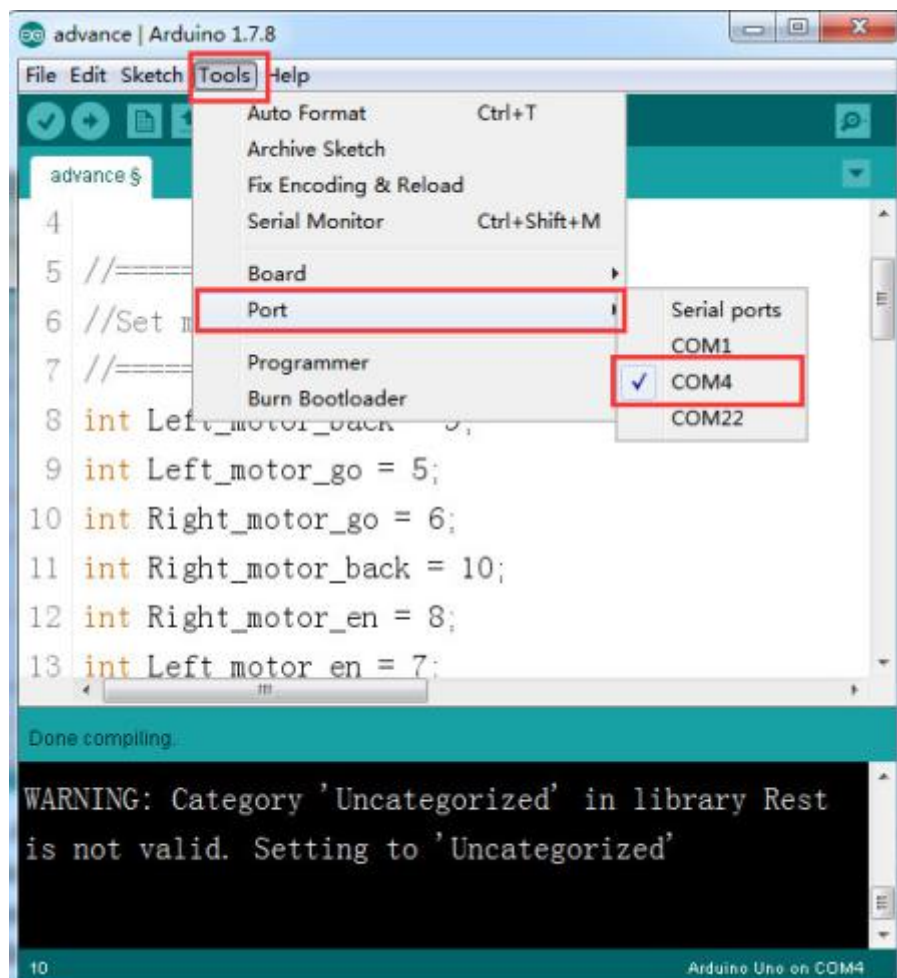 advance | Arduino 1.7.8
File Edit Sketch Tools Help
Auto Format Ctrl+T
Archive Sketch
Fix Encoding & Reload
Serial Monitor Ctrl+Shift+M
Board
Port
Programmer
Burn Bootloader
Serial ports
COM1
COM4
COM22
advance §
4
5 //=====
6 //Set
7 //=====
8 int Left_motor_back
9 int Left_motor_go = 5;
10 int Right_motor_go = 6;
11 int Right_motor_back = 10;
12 int Right_motor_en = 8;
13 int Left_motor_en = 7;
Done compiling.
WARNING: Category 'Uncategorized' in library Rest
is not valid. Setting to 'Uncategorized'
10
Arduino Uno on COM4